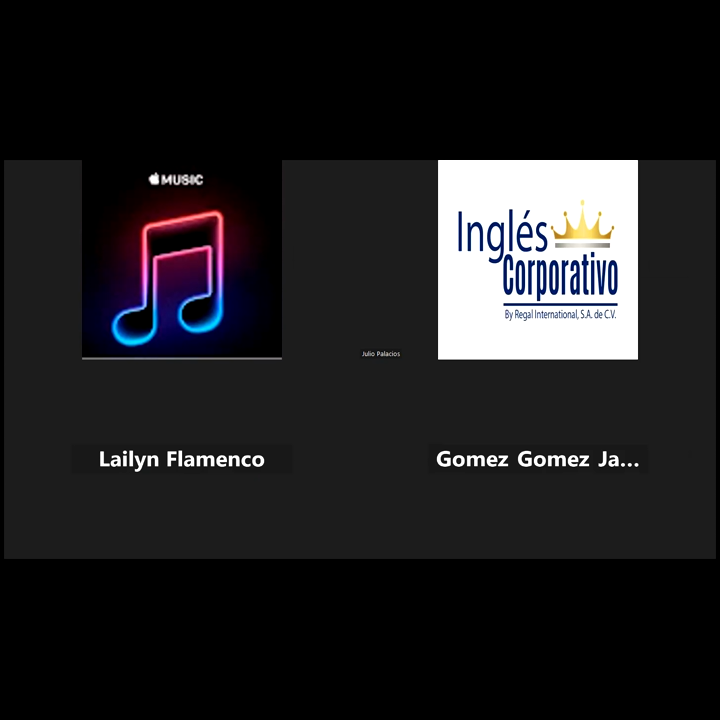 MUSIC
Inglés
Corporativo
By Regal International, S.A. de C.V.
Julio Palacios
Lailyn Flamenco
Gomez Gomez Ja...